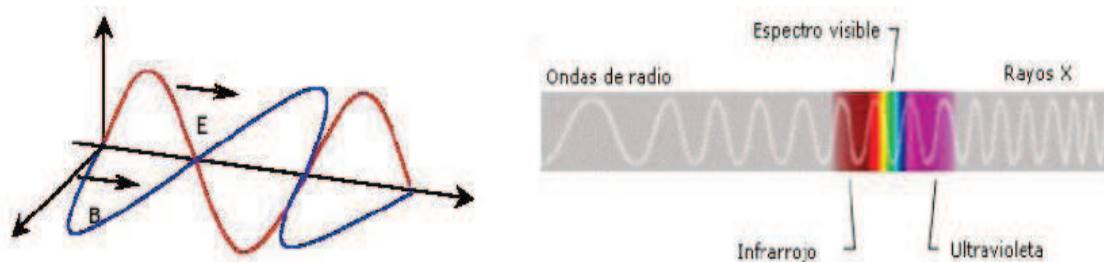 E
B
Espectro visible
Ondas de radio
Rayos X
Infrarrojo
Ultravioleta